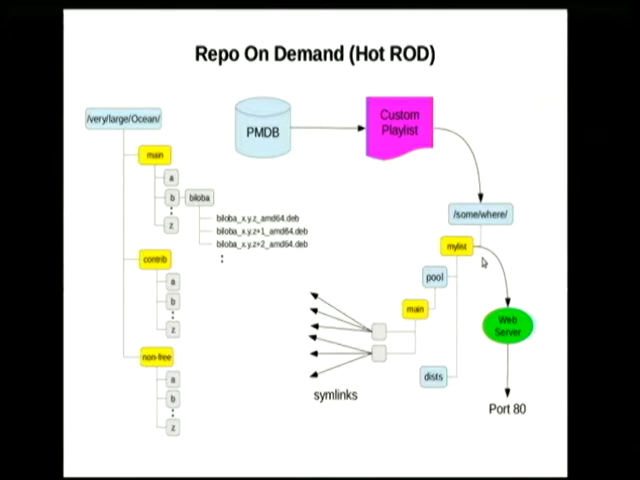 Repo On Demand (Hot ROD)
/very/large/Ocean/
main
a
b
biloba
z
biloba_x.y.z_amd64.deb
biloba_x.y.z+1_amd64.deb
biloba_x.y.z+2_amd64.deb
contrib
a
b
z
non-free
a
b
z
PMDB
Custom
Playlist
/some/where/
mylist
pool
main
dists
symlinks
Web
Server
Port 80